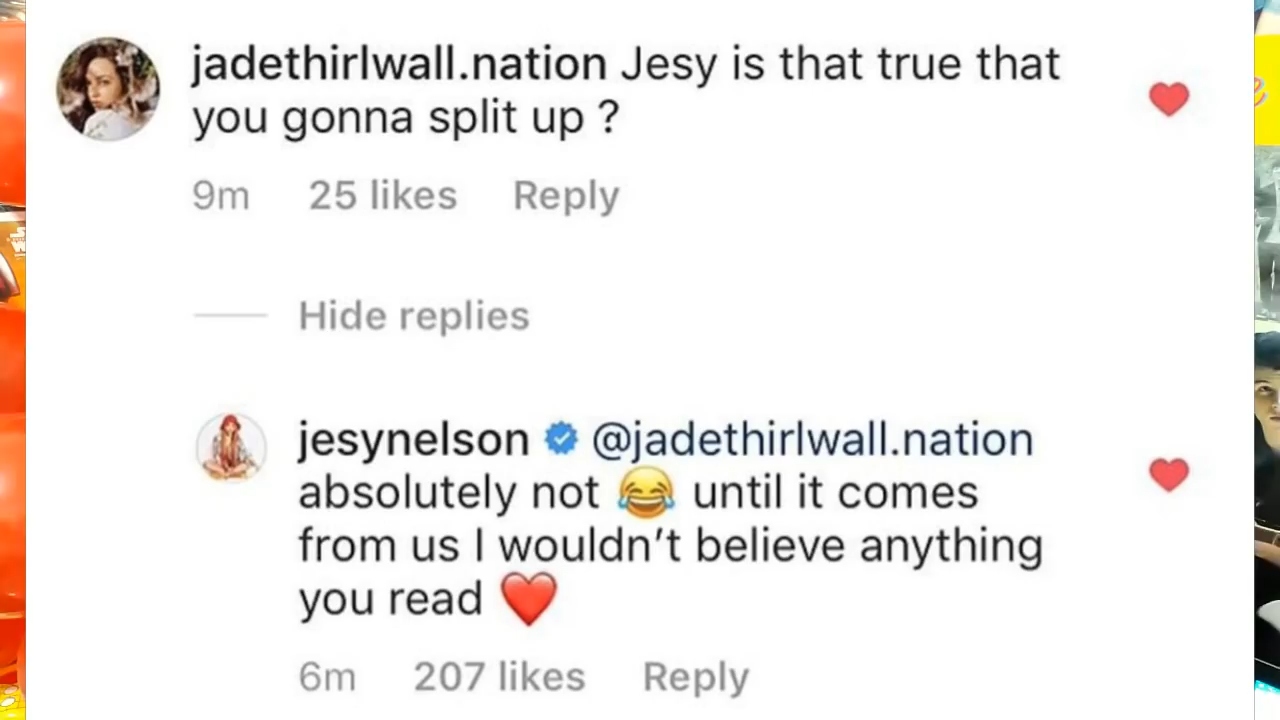 jadethirlwall.nation Jesy is that true that
you gonna split up ?
9m 25 likes Reply
Hide replies
jesynelson @jadethirlwall.nation
absolutely not 😂 until it comes
from us I wouldn’t believe anything
you read ❤️
6m 207 likes Reply